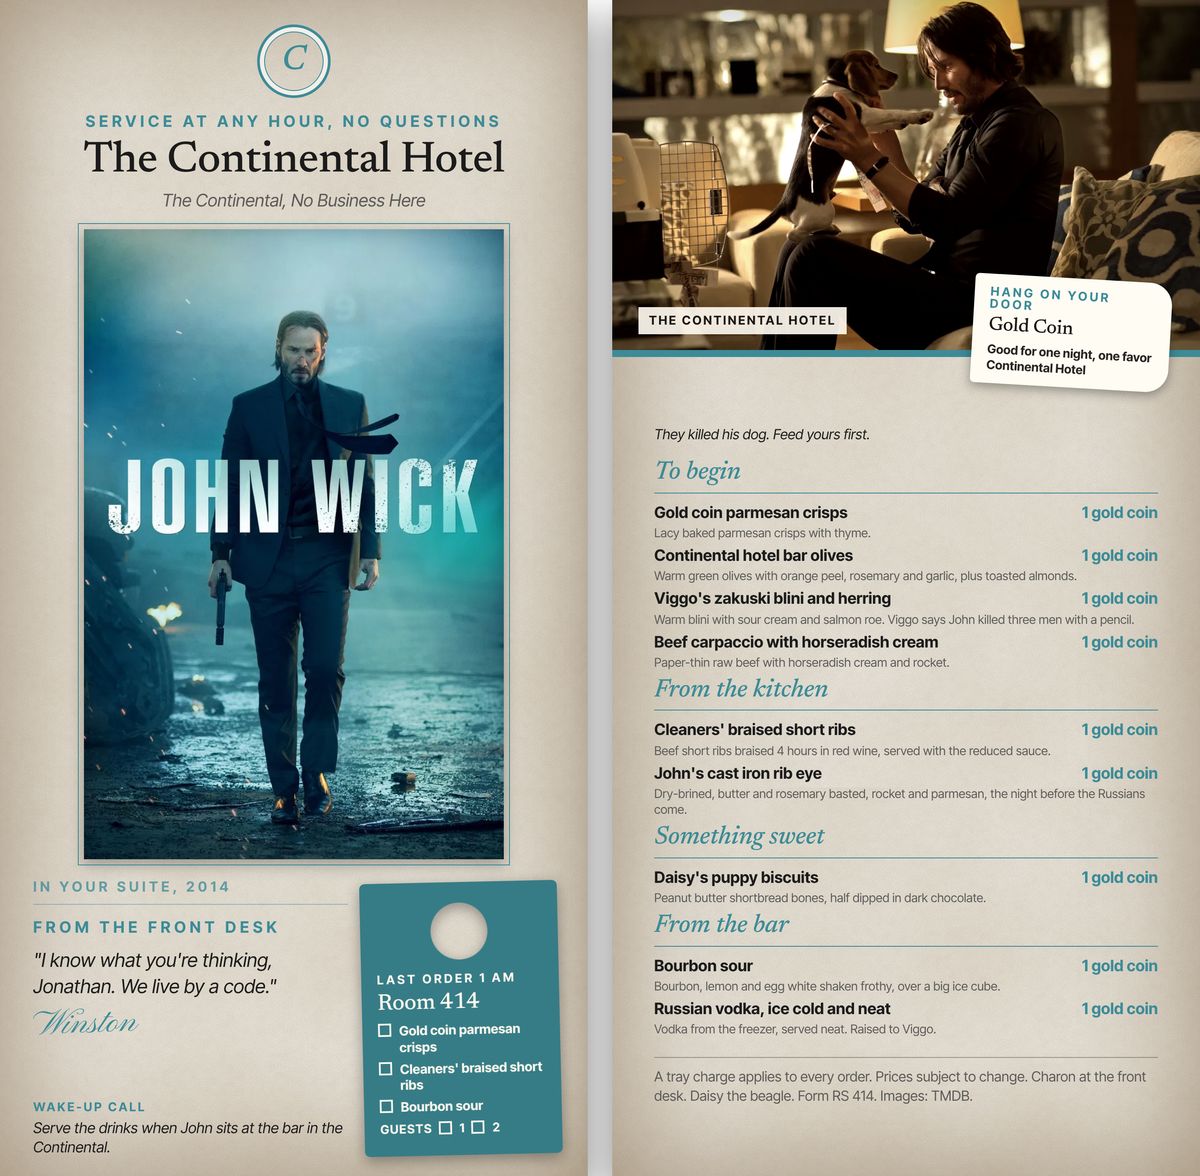 C
SERVICE AT ANY HOUR, NO QUESTIONS
The Continental Hotel
The Continental, No Business Here
JOHN WICK
IN YOUR SUITE, 2014
FROM THE FRONT DESK
"I know what you're thinking,
Jonathan. We live by a code."
Winston
WAKE-UP CALL
Serve the drinks when John sits at the bar in the
Continental.
LAST ORDER 1 AM
Room 414
Gold coin parmesan
crisps
Cleaners' braised short
ribs
Bourbon sour
GUESTS 1 2
THE CONTINENTAL HOTEL
HANG ON YOUR
DOOR
Gold Coin
Good for one night, one favor
Continental Hotel
They killed his dog. Feed yours first.
To begin
Gold coin parmesan crisps 1 gold coin
Lacy baked parmesan crisps with thyme.
Continental hotel bar olives 1 gold coin
Warm green olives with orange peel, rosemary and garlic, plus toasted almonds.
Viggo's zakuski blini and herring 1 gold coin
Warm blini with sour cream and salmon roe. Viggo says John killed three men with a pencil.
Beef carpaccio with horseradish cream 1 gold coin
Paper-thin raw beef with horseradish cream and rocket.
From the kitchen
Cleaners' braised short ribs 1 gold coin
Beef short ribs braised 4 hours in red wine, served with the reduced sauce.
John's cast iron rib eye 1 gold coin
Dry-brined, butter and rosemary basted, rocket and parmesan, the night before the Russians
come.
Something sweet
Daisy's puppy biscuits 1 gold coin
Peanut butter shortbread bones, half dipped in dark chocolate.
From the bar
Bourbon sour 1 gold coin
Bourbon, lemon and egg white shaken frothy, over a big ice cube.
Russian vodka, ice cold and neat 1 gold coin
Vodka from the freezer, served neat. Raised to Viggo.
A tray charge applies to every order. Prices subject to change. Charon at the front
desk. Daisy the beagle. Form RS 414. Images: TMDB.